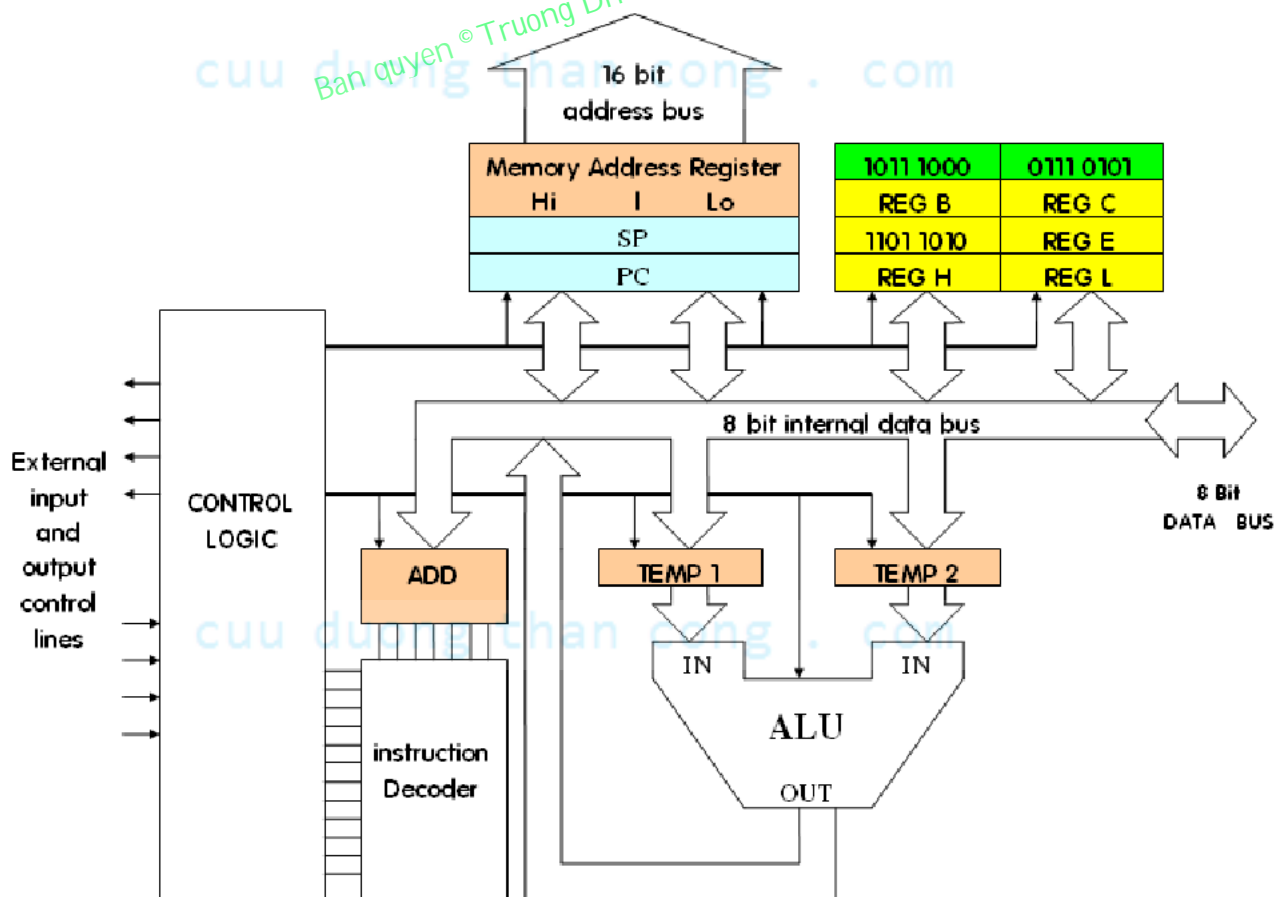 Ban quyen © Truong
cuu duong than cong . com
16 bit
address bus
Memory Address Register
Hi | Lo
SP
PC
1011 1000 0111 0101
REG B REG C
1101 1010 REG E
REG H REG L
8 bit internal data bus
8 Bit
DATA BUS
External
input
and
output
control
lines
CONTROL
LOGIC
ADD
TEMP 1
TEMP 2
cuu duong than cong . com
IN
IN
ALU
OUT
instruction
Decoder